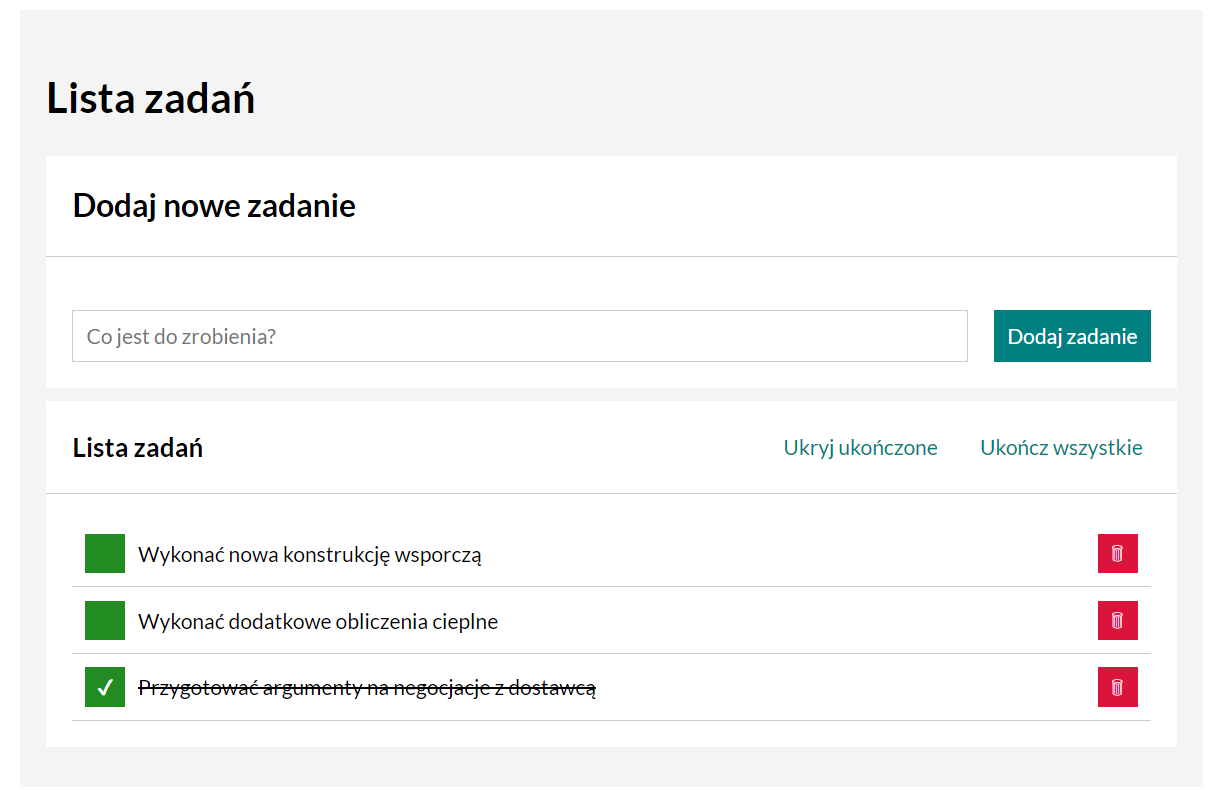 Lista zadań
Dodaj nowe zadanie
Co jest do zrobienia?
Dodaj zadanie
Lista zadań
Ukryj ukończone
Ukończ wszystkie
Wykonać nowa konstrukcję wsporczą
Wykonać dodatkowe obliczenia cieplne
Przygotować argumenty na negocjacje z dostawcą